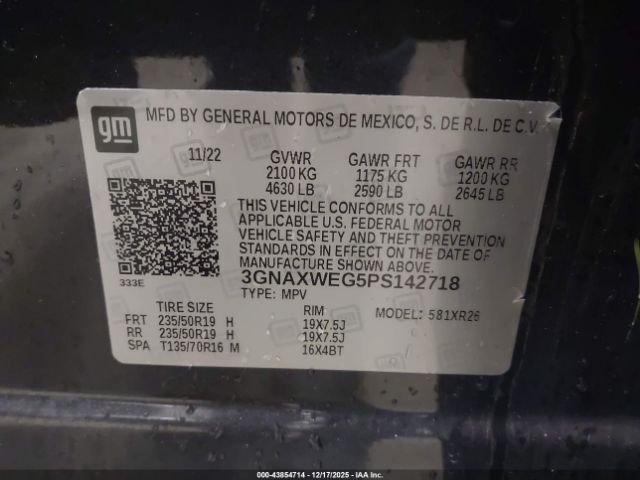 gm
MFD BY GENERAL MOTORS DE MEXICO, S. DE R.L. DE C.V.
11/22 GVWR GAWR FRT GAWR RR
2100 KG 1175 KG 1200 KG
4630 LB 2590 LB 2645 LB
THIS VEHICLE CONFORMS TO ALL
APPLICABLE U.S. FEDERAL MOTOR
VEHICLE SAFETY AND THEFT PREVENTION
STANDARDS IN EFFECT ON THE DATE OF
MANUFACTURE SHOWN ABOVE.
333E
3GNAXWEG5PS142718
TYPE: MPV
TIRE SIZE RIM MODEL: 581XR26
FRT 235/50R19 H 19X7.5J
RR 235/50R19 H 19X7.5J
SPA T135/70R16 M 16X4BT
00-43854714 — 12/17/2025 — IAA Inc.